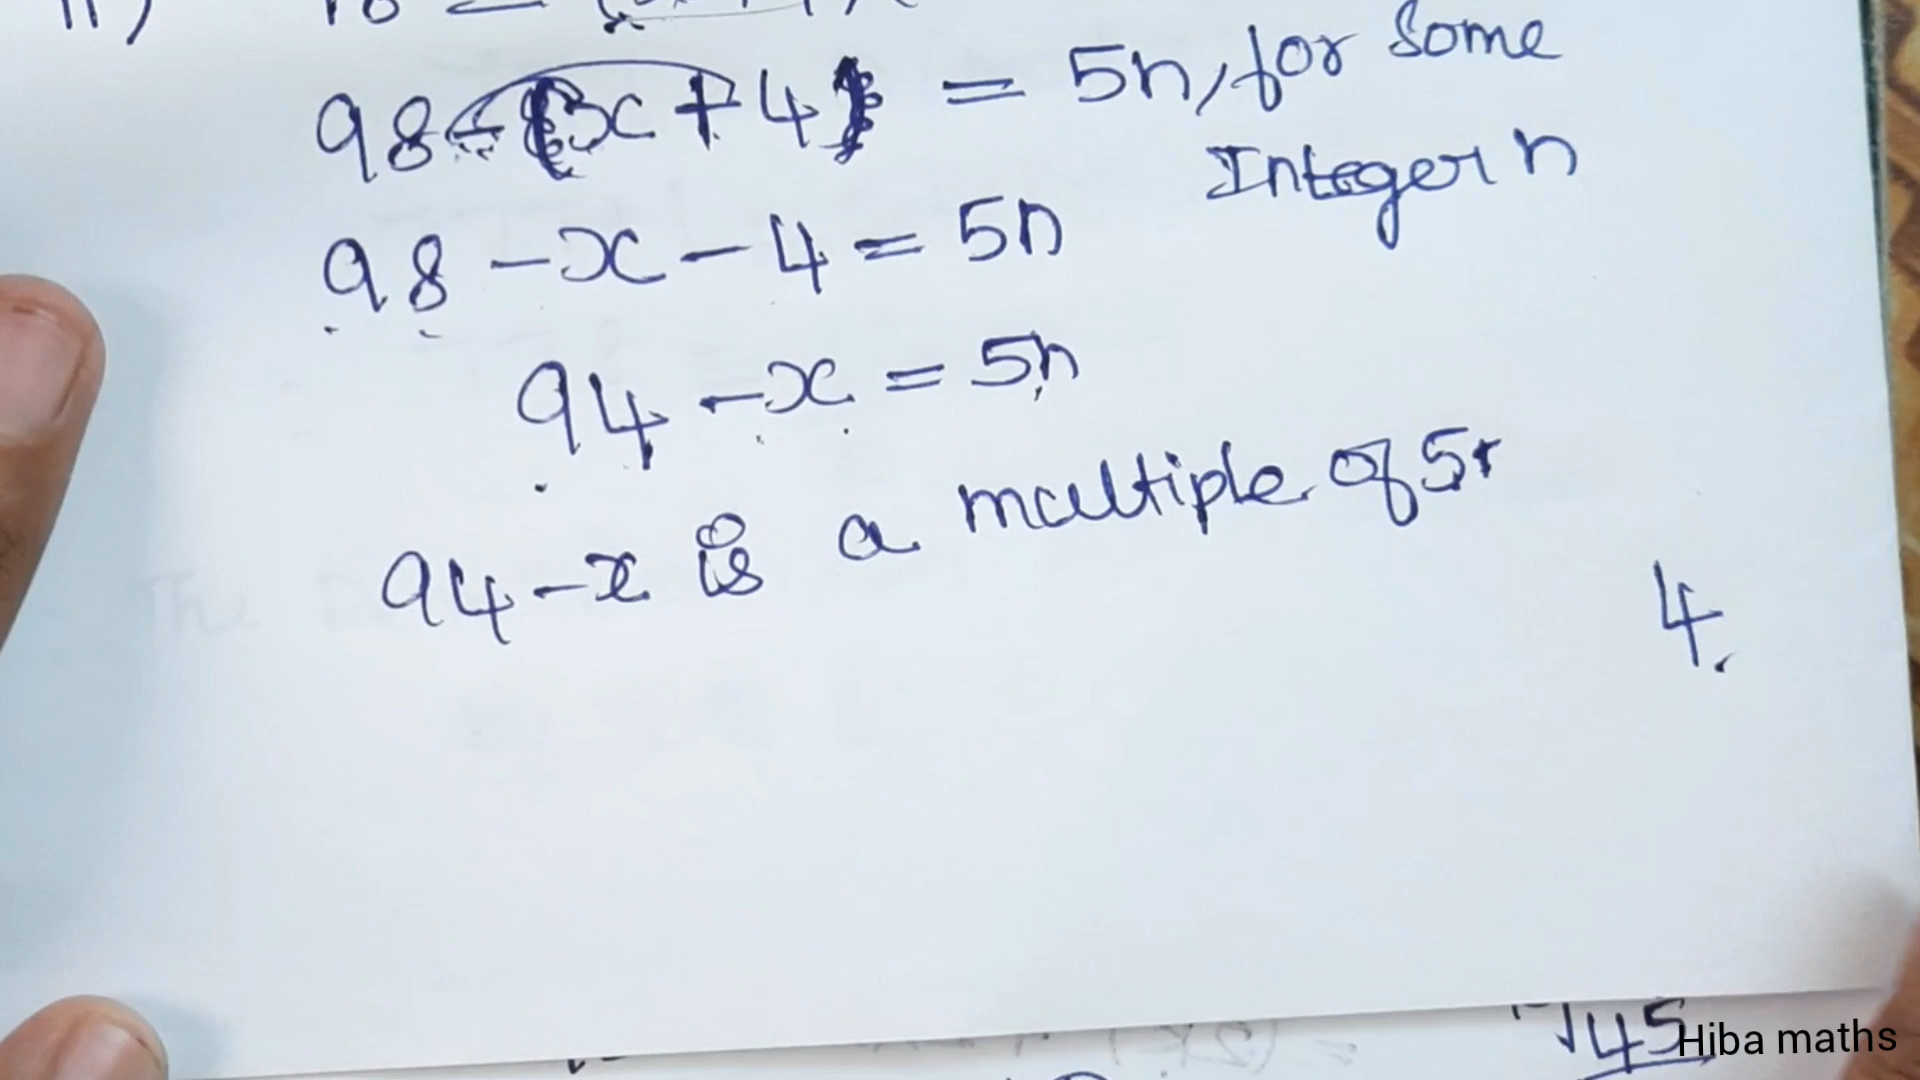 98 - (x + 4) = 5n, for some
Integer n
98 - x - 4 = 5n
94 - x = 5n
94 - x is a multiple of 5
4.
√45
Hiba maths